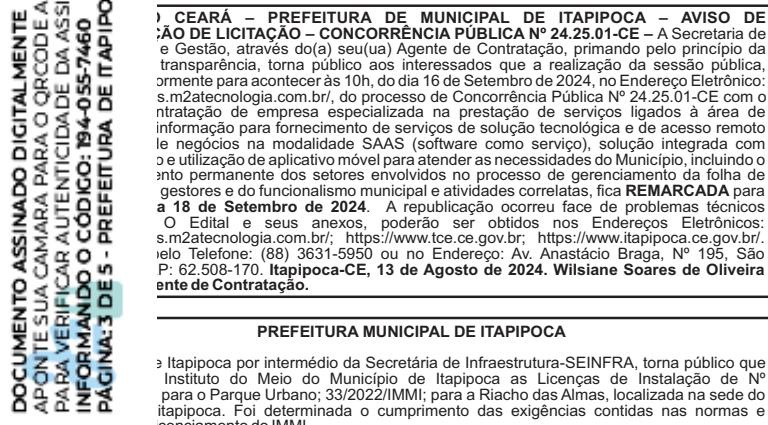 DOCUMENTO ASSINADO DIGITALMENTE
APONTE SUA CÂMARA PARA O QRCODE A
PARA VERIFICAR AUTENTICIDADE DA ASSI
INFORMANDO O CÓDIGO: 194-055-7460
PÁGINA: 3 DE 5 - PREFEITURA DE ITAPIPO
CEARÁ – PREFEITURA DE MUNICIPAL DE ITAPIPOCA – AVISO DE
ÇÃO DE LICITAÇÃO – CONCORRÊNCIA PÚBLICA Nº 24.25.01-CE – A Secretaria de
e Gestão, através do(a) seu(ua) Agente de Contratação, primando pelo princípio da
transparência, torna público aos interessados que a realização da sessão pública,
ormente para acontecer às 10h, do dia 16 de Setembro de 2024, no Endereço Eletrônico:
s.m2atecnologia.com.br/, do processo de Concorrência Pública Nº 24.25.01-CE com o
ntratação de empresa especializada na prestação de serviços ligados à área de
informação para fornecimento de serviços de solução tecnológica e de acesso remoto
de negócios na modalidade SAAS (software como serviço), solução integrada com
o e utilização de aplicativo móvel para atender as necessidades do Município, incluindo o
ento permanente dos setores envolvidos no processo de gerenciamento da folha de
gestores e do funcionalismo municipal e atividades correlatas, fica REMARCADA para
a 18 de Setembro de 2024. A republicação ocorreu face de problemas técnicos
O Edital e seus anexos, poderão ser obtidos nos Endereços Eletrônicos:
s.m2atecnologia.com.br/; https://www.tce.ce.gov.br; https://www.itapipoca.ce.gov.br/.
pelo Telefone: (88) 3631-5950 ou no Endereço: Av. Anastácio Braga, Nº 195, São
P: 62.508-170. Itapipoca-CE, 13 de Agosto de 2024. Wilsiane Soares de Oliveira
ente de Contratação.
PREFEITURA MUNICIPAL DE ITAPIPOCA
e Itapipoca por intermédio da Secretária de Infraestrutura-SEINFRA, torna público que
Instituto do Meio do Município de Itapipoca as Licenças de Instalação de Nº
para o Parque Urbano; 33/2022/IMMI; para a Riacho das Almas, localizada na sede do
itapipoca. Foi determinada o cumprimento das exigências contidas nas normas e
cenciamento do IMMI.